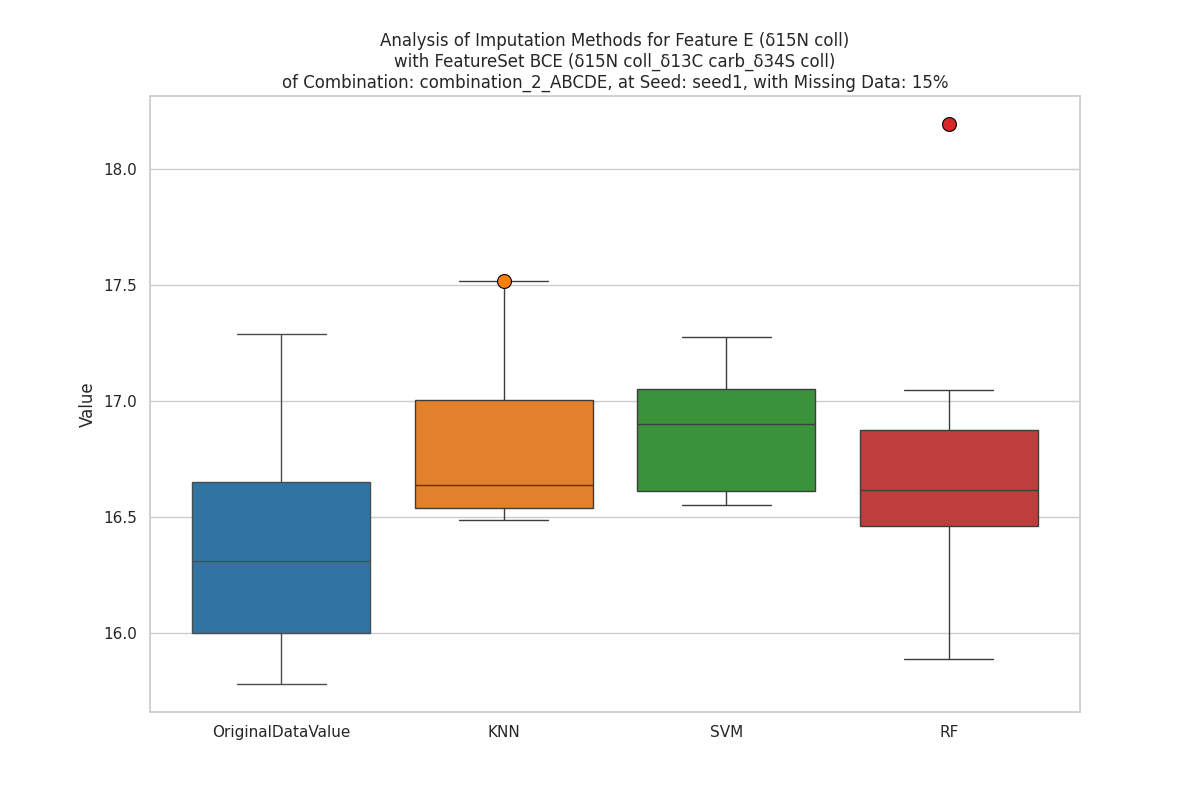 Analysis of Imputation Methods for Feature E (δ15N coll)
with FeatureSet BCE (δ15N coll_δ13C carb_δ34S coll)
of Combination: combination_2_ABCDE, at Seed: seed1, with Missing Data: 15%
18.0
17.5
17.0
16.5
16.0
Value
OriginalDataValue
KNN
SVM
RF